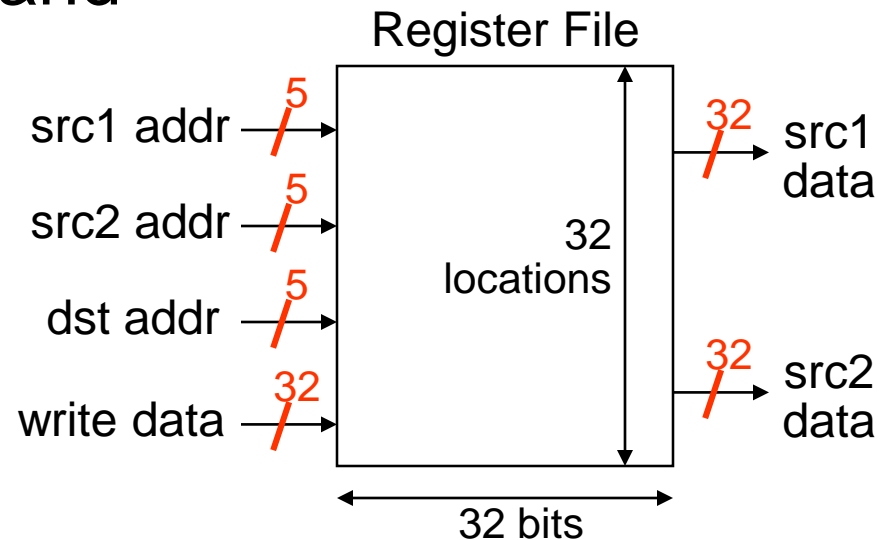 and
Register File
src1 addr
5
src2 addr
5
dst addr
5
write data
32
32
locations
32 bits
32
src1
data
32
src2
data